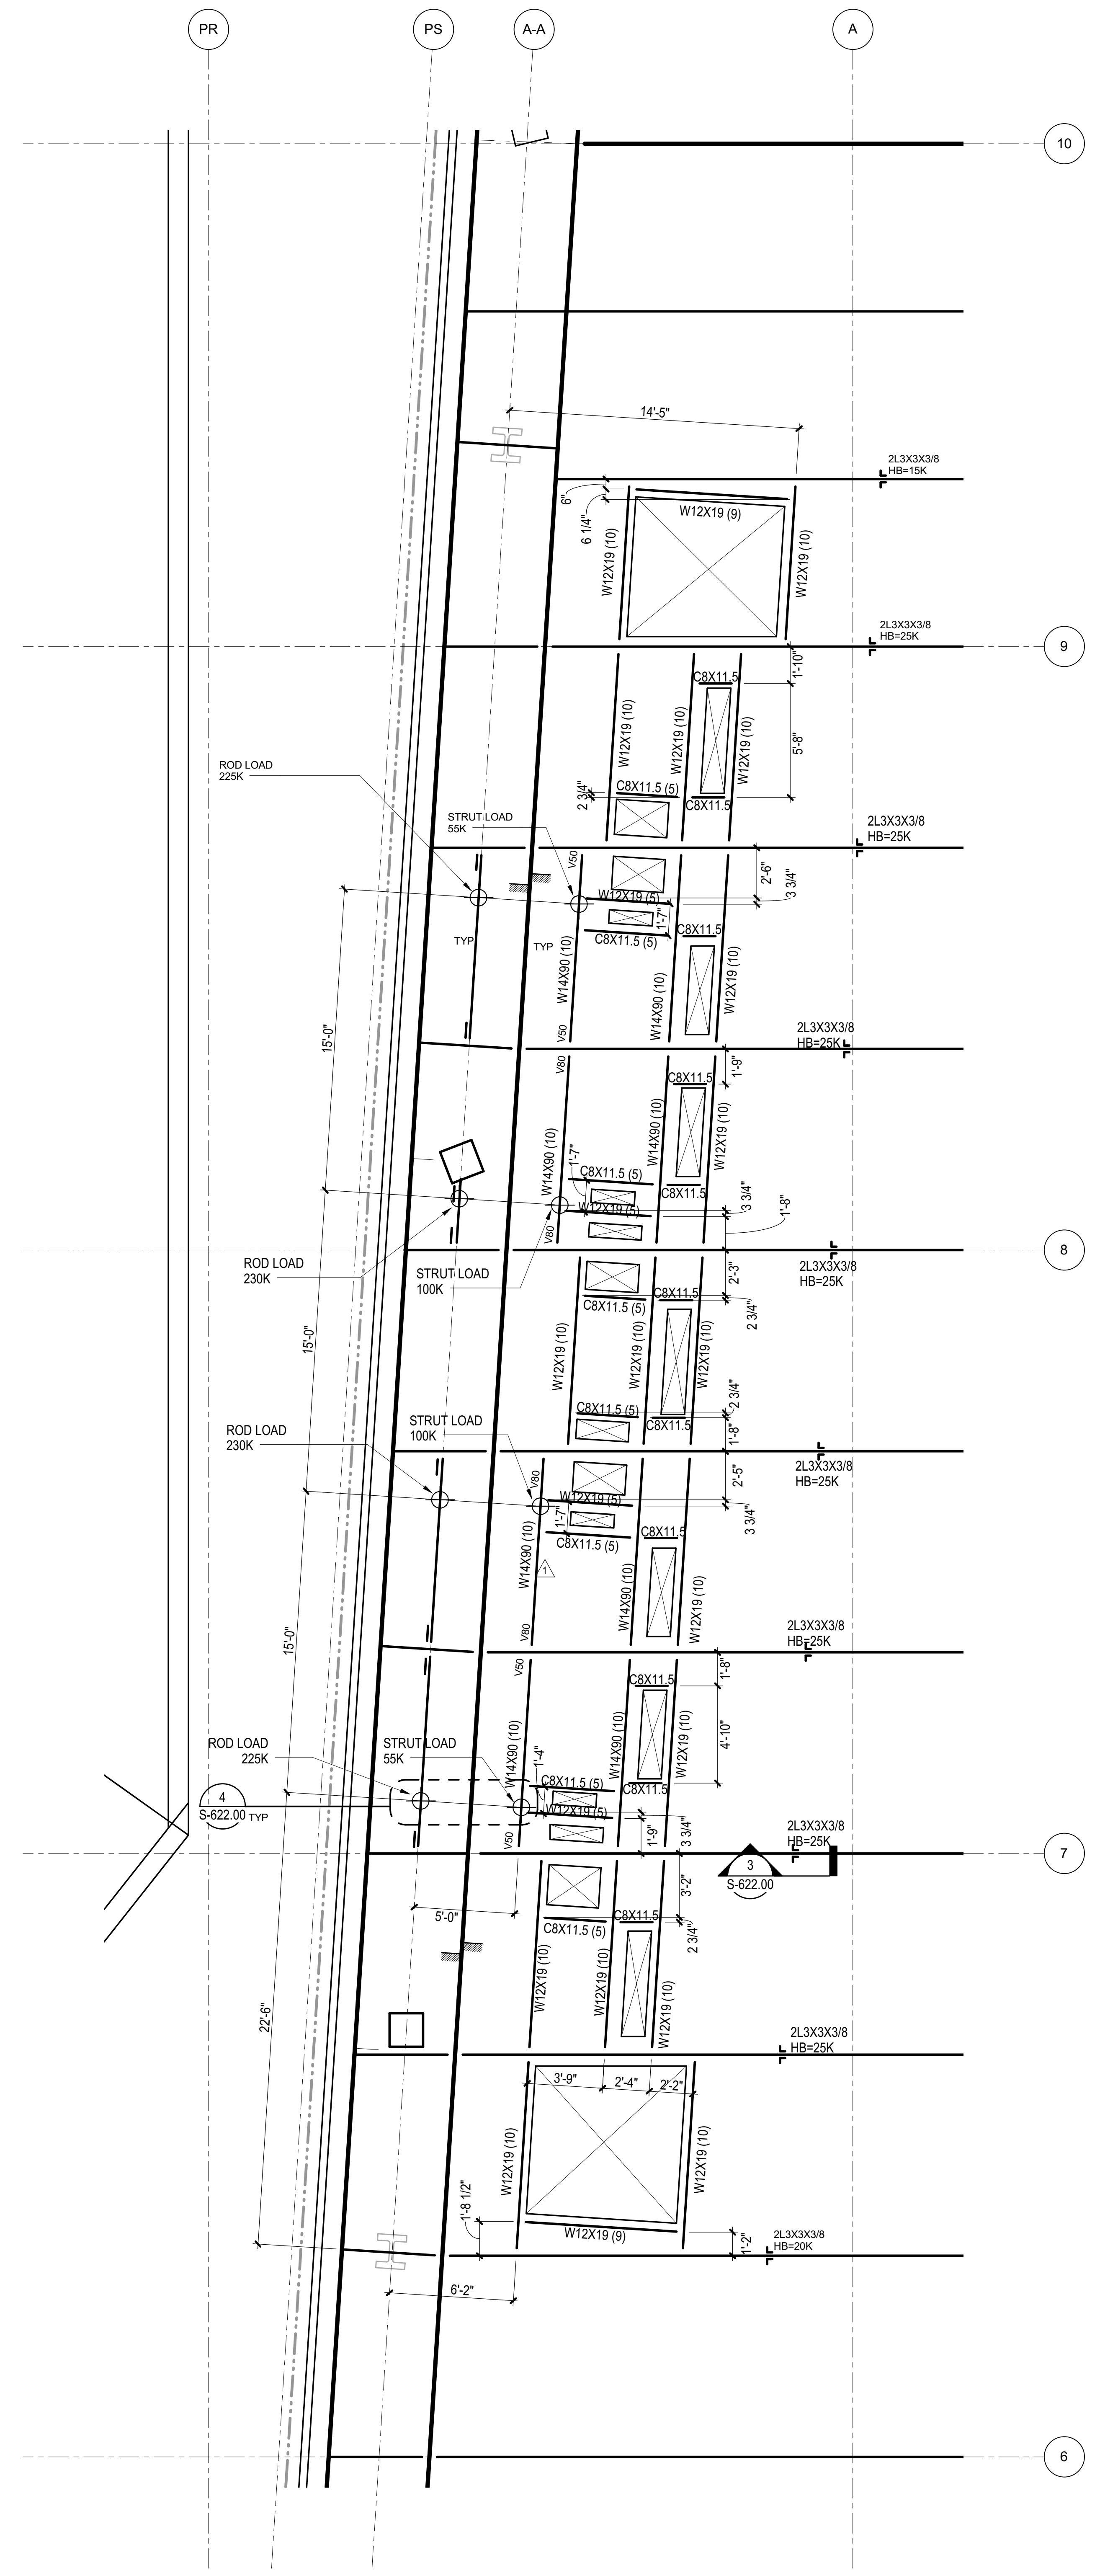 PR
PS
A-A
A
10
14'-5"
2L3X3X3/8
HB=15K
6"
6 1/4"
W12X19 (9)
W12X19 (10)
W12X19 (10)
2L3X3X3/8
HB=25K
9
1'-10"
C8X11.5
W12X19 (10)
W12X19 (10)
W12X19 (10)
5'-8"
ROD LOAD
225K
C8X11.5 (5)
2 3/4"
C8X11.5
STRUT LOAD
55K
2L3X3X3/8
HB=25K
V50
2'-6"
3 3/4"
W12X19 (5)
1'-7"
C8X11.5 (5)
C8X11.5
TYP
TYP
W14X90 (10)
W14X90 (10)
W12X19 (10)
V50
2L3X3X3/8
HB=25K
15'-0"
V80
1'-9"
C8X11.5
W14X90 (10)
W14X90 (10)
W12X19 (10)
1'-7"
C8X11.5 (5)
C8X11.5
W12X19 (5)
3 3/4"
1'-8"
V80
8
ROD LOAD
230K
STRUT LOAD
100K
2L3X3X3/8
HB=25K
2'-3"
C8X11.5
C8X11.5 (5)
2 3/4"
15'-0"
W12X19 (10)
W12X19 (10)
W12X19 (10)
2 3/4"
C8X11.5 (5)
C8X11.5
1'-8"
ROD LOAD
230K
STRUT LOAD
100K
2L3X3X3/8
HB=25K
V80
2'-5"
W12X19 (5)
3 3/4"
1'-7"
C8X11.5 (5)
C8X11.5
W14X90 (10)
1
W14X90 (10)
W12X19 (10)
V80
2L3X3X3/8
HB=25K
15'-0"
V50
1'-8"
C8X11.5
W14X90 (10)
W14X90 (10)
W12X19 (10)
4'-10"
ROD LOAD
225K
STRUT LOAD
55K
1'-4"
C8X11.5 (5)
C8X11.5
W12X19 (5)
4
S-622.00 TYP
V50
1'-9"
3 3/4"
2L3X3X3/8
HB=25K
7
3
S-622.00
3'-2"
5'-0"
C8X11.5 (5)
C8X11.5
2 3/4"
W12X19 (10)
W12X19 (10)
W12X19 (10)
22'-6"
2L3X3X3/8
HB=25K
3'-9"
2'-4"
2'-2"
W12X19 (10)
W12X19 (10)
1'-8 1/2"
W12X19 (9)
1'-2"
2L3X3X3/8
HB=20K
6'-2"
6